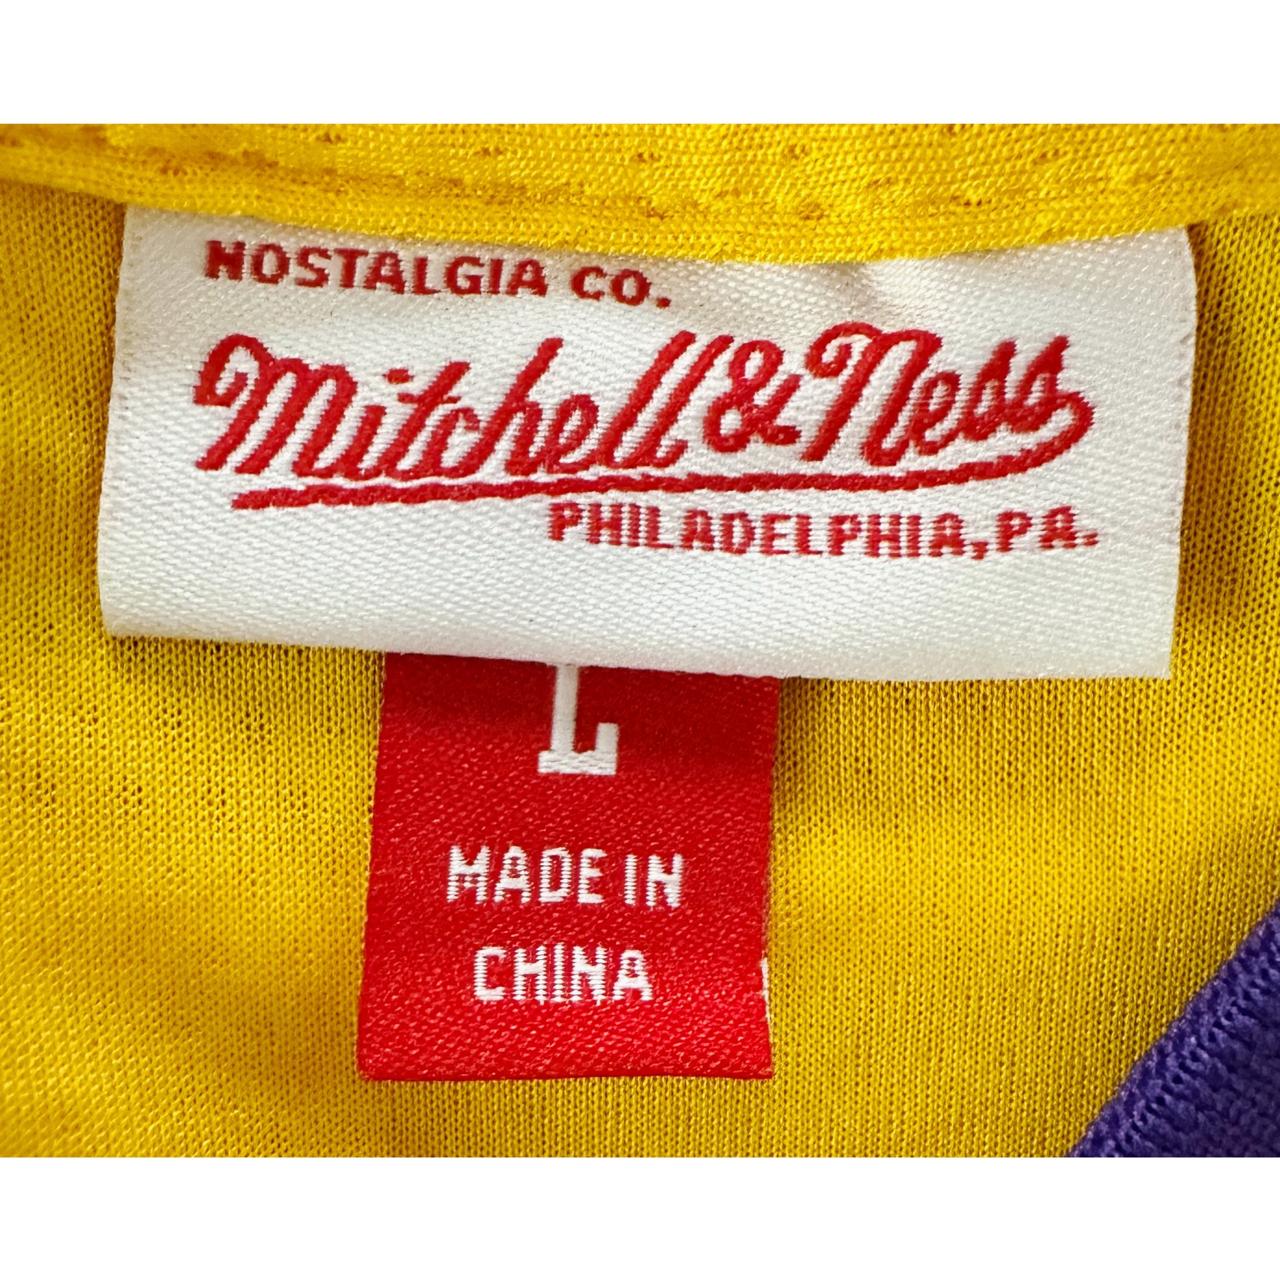 NOSTALGIA CO.
Mitchell & Ness
PHILADELPHIA, PA.
L
MADE IN
CHINA